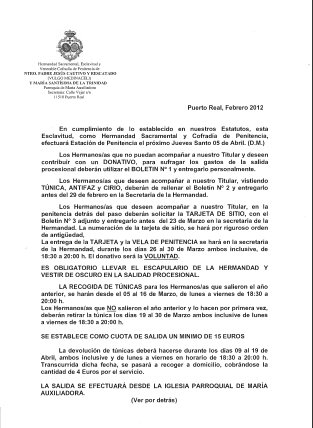 Hermandad Sacramental, Esclavitud y
Venerable Cofradía de Penitencia de
NTRO. PADRE JESÚS CAUTIVO Y RESCATADO
(VULGO MEDINACELI)
Y MARÍA SANTÍSIMA DE LA TRINIDAD
Parroquia de María Auxiliadora
Secretaría: Calle Vejer s/n
11510 Puerto Real
Puerto Real, Febrero 2012
En cumplimiento de lo establecido en nuestros Estatutos, esta
Esclavitud, como Hermandad Sacramental y Cofradía de Penitencia,
efectuará Estación de Penitencia el próximo Jueves Santo 05 de Abril. (D.M.)
Los Hermanos/as que no puedan acompañar a nuestro Titular y deseen
contribuir con un DONATIVO, para sufragar los gastos de la salida
procesional deberán utilizar el BOLETIN Nº 1 y entregarlo personalmente.
Los Hermanos/as que deseen acompañar a nuestro Titular, vistiendo
TÚNICA, ANTIFAZ y CIRIO, deberán de rellenar el Boletín Nº 2 y entregarlo
antes del 29 de febrero en la Secretaría de la Hermandad.
Los Hermanos/as que deseen acompañar a nuestro Titular, en la
penitencia detrás del paso deberán solicitar la TARJETA DE SITIO, con el
Boletín Nº 3 adjunto y entregarlo antes del 23 de Marzo en la secretaría de la
Hermandad. La numeración de la tarjeta de sitio, se hará por riguroso orden
de antigüedad,
La entrega de la TARJETA y la VELA DE PENITENCIA se hará en la secretaría
de la Hermandad, durante los días 26 al 30 de Marzo ambos inclusive, de
18:30 a 20:00 h. El donativo será la VOLUNTAD.
ES OBLIGATORIO LLEVAR EL ESCAPULARIO DE LA HERMANDAD Y
VESTIR DE OSCURO EN LA SALIDAD PROCESIONAL.
LA RECOGIDA DE TÚNICAS para los Hermanos/as que salieron el año
anterior, se harán desde el 05 al 16 de Marzo, de lunes a viernes de 18:30 a
20:00 h.
Los Hermanos/as que NO salieron el año anterior y lo hacen por primera vez,
deberán retirar la túnica los días 19 al 30 de Marzo ambos inclusive de lunes
a viernes de 18:30 a 20:00 h.
SE ESTABLECE COMO CUOTA DE SALIDA UN MINIMO DE 15 EUROS
La devolución de túnicas deberá hacerse durante los días 09 al 19 de
Abril, ambos inclusive y de lunes a viernes en horario de 18:30 a 20:00 h.
Transcurrida dicha fecha, se pasará a recoger a domicilio, cobrándose la
cantidad de 4 Euros por el servicio.
LA SALIDA SE EFECTUARÁ DESDE LA IGLESIA PARROQUIAL DE MARÍA
AUXILIADORA.
(Ver por detrás)